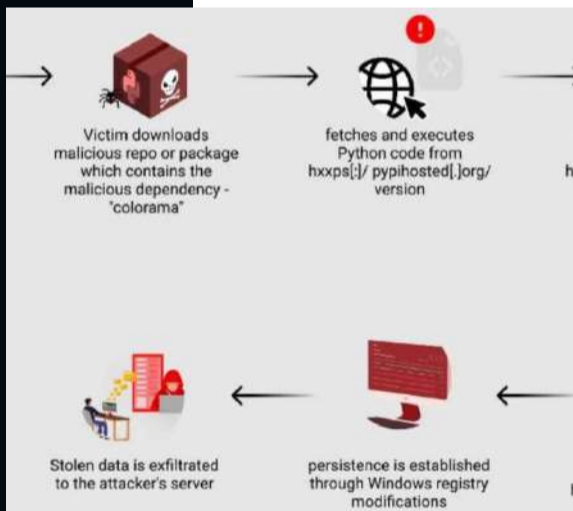 Victim downloads
malicious repo or package
which contains the
malicious dependency -
"colorama"
fetches and executes
Python code from
hxxps[:]/ pypihosted[.]org/
version
h
Stolen data is exfiltrated
to the attacker's server
persistence is established
through Windows registry
modifications